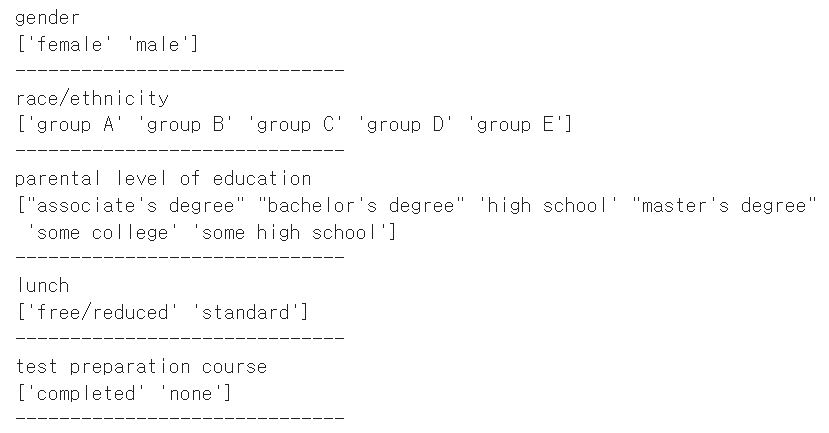 gender
['female' 'male']
------------------------------
race/ethnicity
['group A' 'group B' 'group C' 'group D' 'group E']
------------------------------
parental level of education
["associate's degree" "bachelor's degree" 'high school' "master's degree"
 'some college' 'some high school']
------------------------------
lunch
['free/reduced' 'standard']
------------------------------
test preparation course
['completed' 'none']
------------------------------